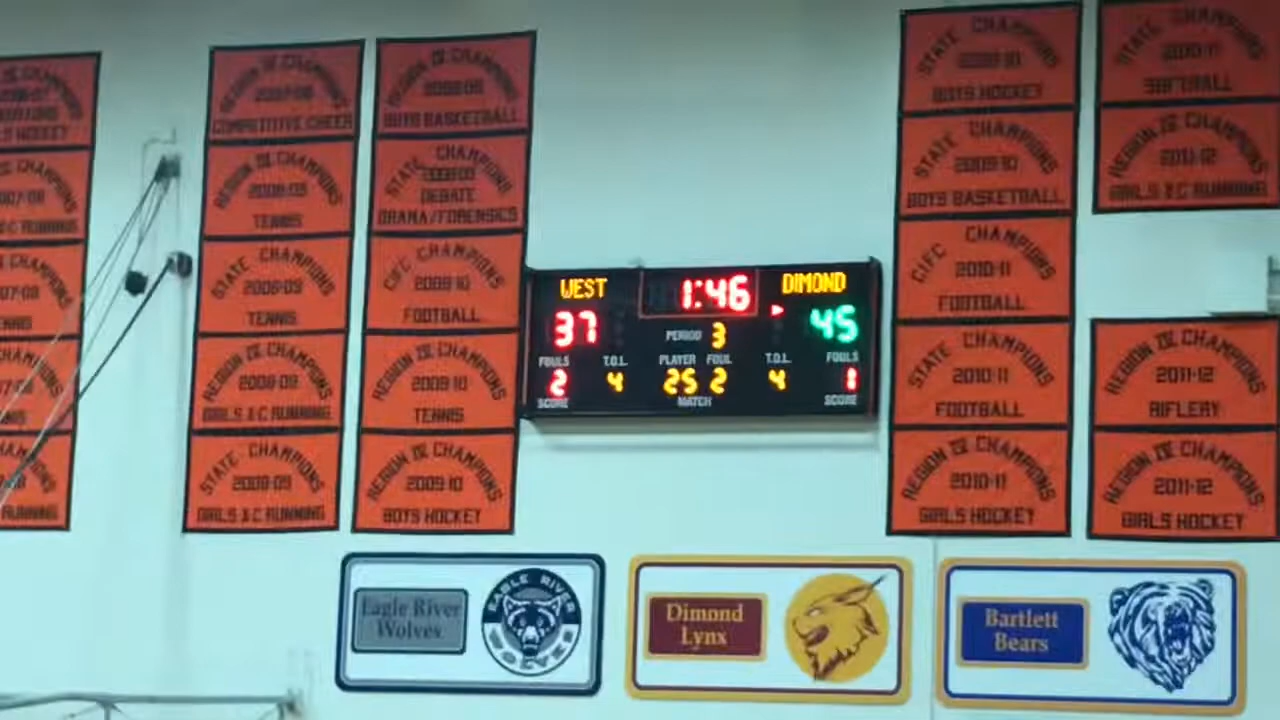 HOCKEY
REGION IV CHAMPIONS
COMPETITIVE CHEER
REGION IV CHAMPIONS
2008-09
TENNIS
STATE CHAMPIONS
2008-09
TENNIS
REGION IV CHAMPIONS
2008-09
GIRLS X C RUNNING
STATE CHAMPIONS
2008-09
GIRLS X C RUNNING
REGION IV CHAMPIONS
2008-09
BOYS BASKETBALL
STATE CHAMPIONS
DEBATE
DRAMA/FORENSICS
CIFC CHAMPIONS
2009-10
FOOTBALL
REGION IV CHAMPIONS
2009-10
TENNIS
REGION IV CHAMPIONS
2009-10
BOYS HOCKEY
WEST
1:46
DIMOND
37
PERIOD 3
45
FOULS
T.O.L.
PLAYER FOUL
T.O.L.
FOULS
2
4
25 2
4
1
SCORE
MATCH
SCORE
STATE CHAMPIONS
2009-10
BOYS HOCKEY
STATE CHAMPIONS
2009-10
BOYS BASKETBALL
CIFC CHAMPIONS
2010-11
FOOTBALL
STATE CHAMPIONS
2010-11
FOOTBALL
REGION IV CHAMPIONS
2010-11
GIRLS HOCKEY
STATE CHAMPIONS
2010-11
SOFTBALL
REGION IV CHAMPIONS
2011-12
GIRLS X C RUNNING
REGION IV CHAMPIONS
2011-12
RIFLERY
REGION IV CHAMPIONS
2011-12
GIRLS HOCKEY
Eagle River
Wolves
EAGLE RIVER
WOLVES
Dimond
Lynx
Bartlett
Bears